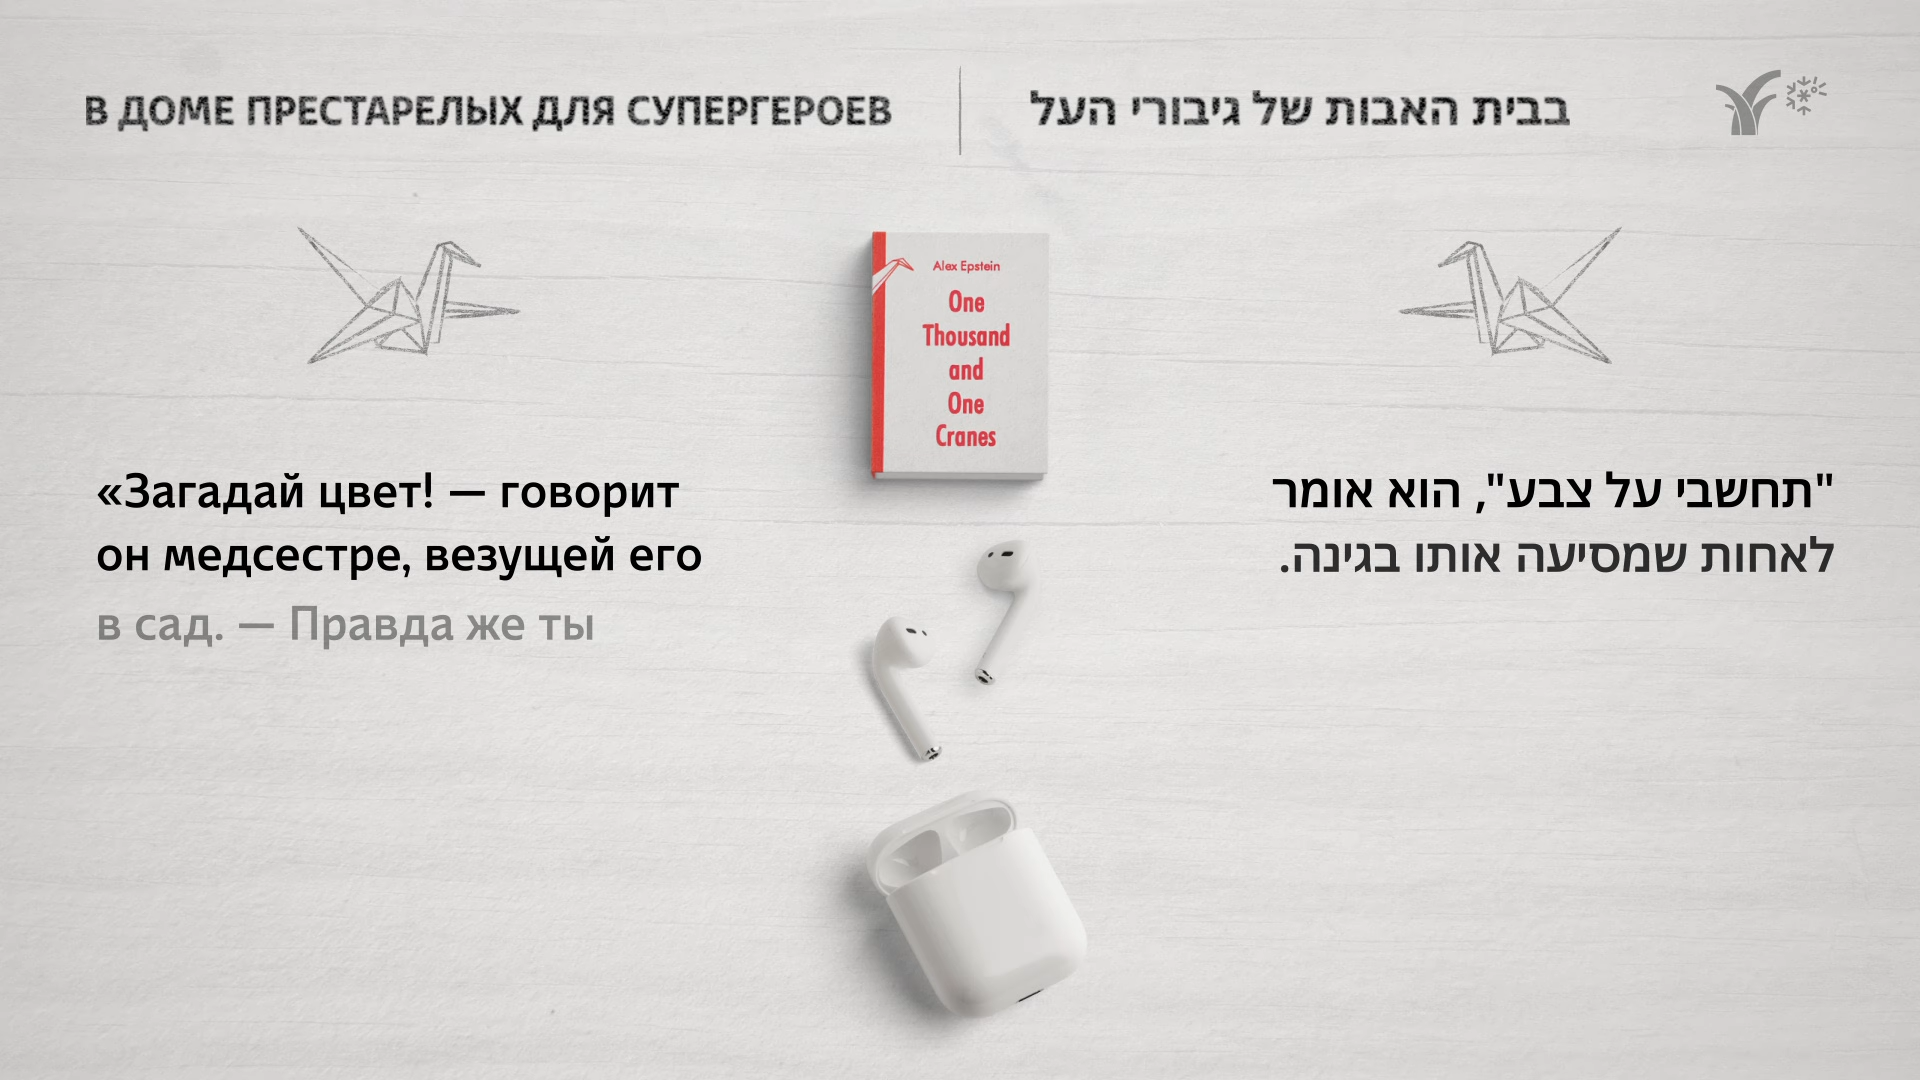 В ДОМЕ ПРЕСТАРЕЛЫХ ДЛЯ СУПЕРГЕРОЕВ
בבית האבות של גיבורי העל
Alex Epstein
One
Thousand
and
One
Cranes
«Загадай цвет! — говорит
он медсестре, везущей его
в сад. — Правда же ты
"תחשבי על צבע", הוא אומר
לאחות שמסיעה אותו בגינה.